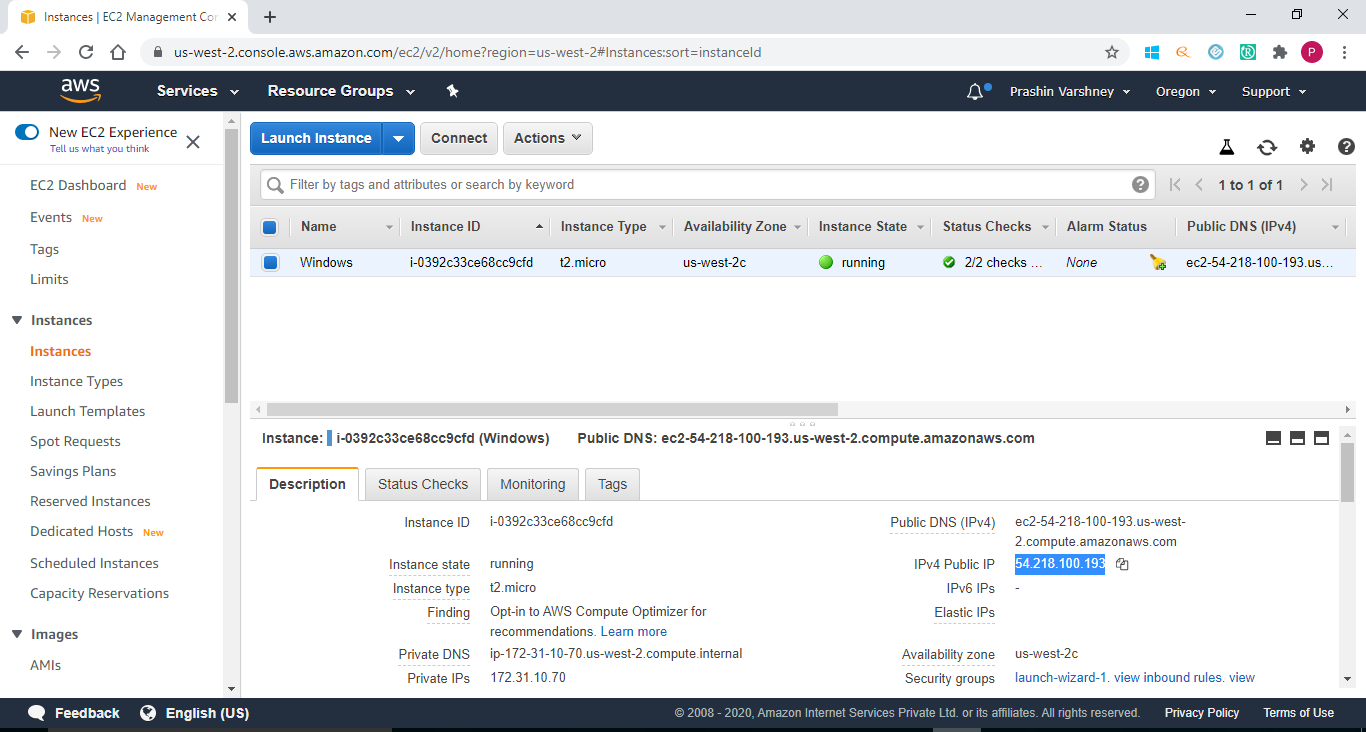 Instances | EC2 Management Con
us-west-2.console.aws.amazon.com/ec2/v2/home?region=us-west-2#Instances:sort=instanceId
P
aws
Services
Resource Groups
Prashin Varshney
Oregon
Support
New EC2 Experience
Tell us what you think
EC2 Dashboard New
Events New
Tags
Limits
Instances
Instances
Instance Types
Launch Templates
Spot Requests
Savings Plans
Reserved Instances
Dedicated Hosts New
Scheduled Instances
Capacity Reservations
Images
AMIs
Launch Instance
Connect
Actions
Filter by tags and attributes or search by keyword
1 to 1 of 1
Name Instance ID Instance Type Availability Zone Instance State Status Checks Alarm Status Public DNS (IPv4)
Windows i-0392c33ce68cc9cfd t2.micro us-west-2c running 2/2 checks ... None ec2-54-218-100-193.us...
Instance: i-0392c33ce68cc9cfd (Windows) Public DNS: ec2-54-218-100-193.us-west-2.compute.amazonaws.com
Description
Status Checks
Monitoring
Tags
Instance ID i-0392c33ce68cc9cfd
Instance state running
Instance type t2.micro
Finding Opt-in to AWS Compute Optimizer for
recommendations. Learn more
Private DNS ip-172-31-10-70.us-west-2.compute.internal
Private IPs 172.31.10.70
Public DNS (IPv4) ec2-54-218-100-193.us-west-
2.compute.amazonaws.com
IPv4 Public IP 54.218.100.193
IPv6 IPs -
Elastic IPs
Availability zone us-west-2c
Security groups launch-wizard-1. view inbound rules. view
Feedback
English (US)
© 2008 - 2020, Amazon Internet Services Private Ltd. or its affiliates. All rights reserved.
Privacy Policy
Terms of Use